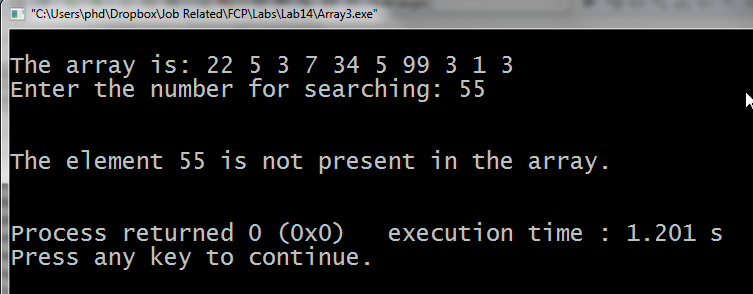 "C:\Users\phd\Dropbox\Job Related\FCP\Labs\Lab14\Array3.exe"
The array is: 22 5 3 7 34 5 99 3 1 3
Enter the number for searching: 55
The element 55 is not present in the array.
Process returned 0 (0x0)   execution time : 1.201 s
Press any key to continue.